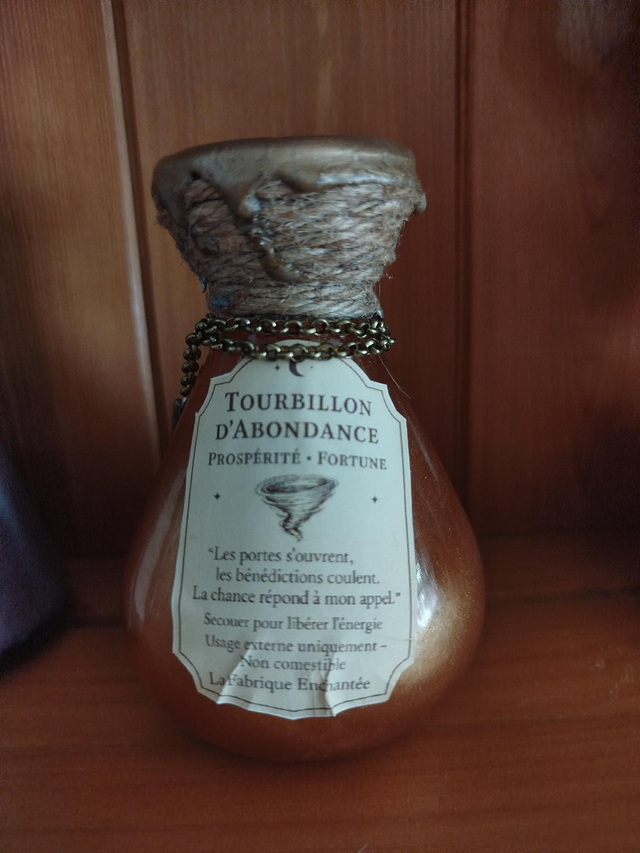 TOURBILLON
D'ABONDANCE
PROSPÉRITÉ • FORTUNE
"Les portes s'ouvrent,
les bénédictions coulent.
La chance répond à mon appel."
Secouer pour libérer l'énergie
Usage externe uniquement –
Non comestible
La Fabrique Enchantée